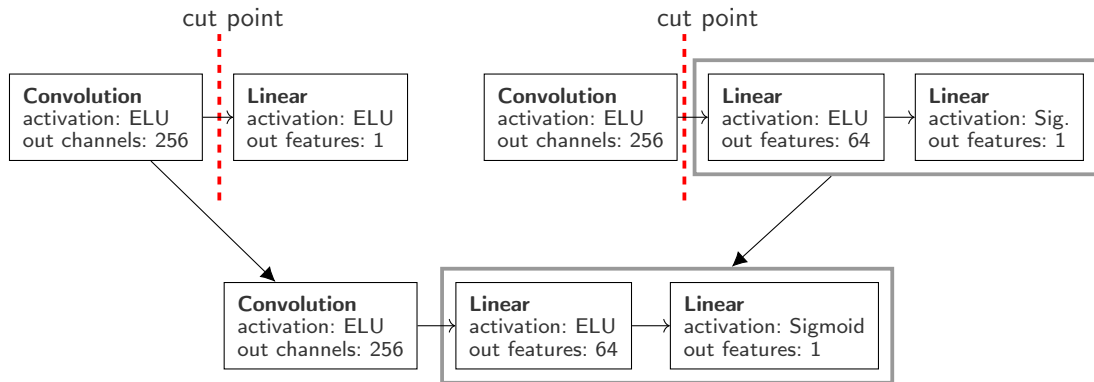 cut point
cut point
Convolution
activation: ELU
out channels: 256
Linear
activation: ELU
out features: 1
Convolution
activation: ELU
out channels: 256
Linear
activation: ELU
out features: 64
Linear
activation: Sig.
out features: 1
Convolution
activation: ELU
out channels: 256
Linear
activation: ELU
out features: 64
Linear
activation: Sigmoid
out features: 1